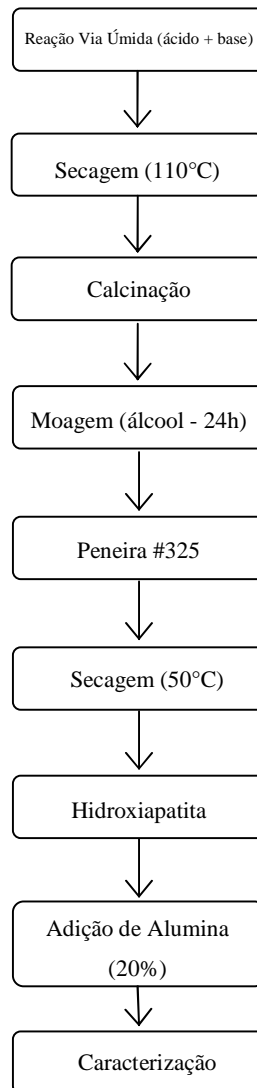 Reação Via Úmida (ácido + base)
Secagem (110°C)
Calcinação
Moagem (álcool - 24h)
Peneira #325
Secagem (50°C)
Hidroxiapatita
Adição de Alumina
(20%)
Caracterização